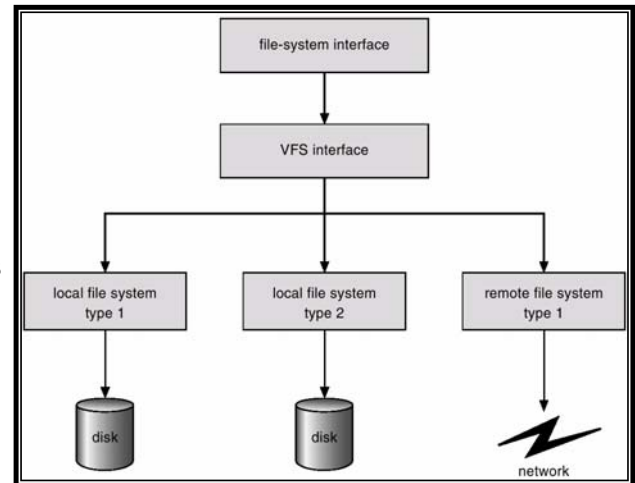 file-system interface
VFS interface
local file system
type 1
local file system
type 2
remote file system
type 1
disk
disk
network